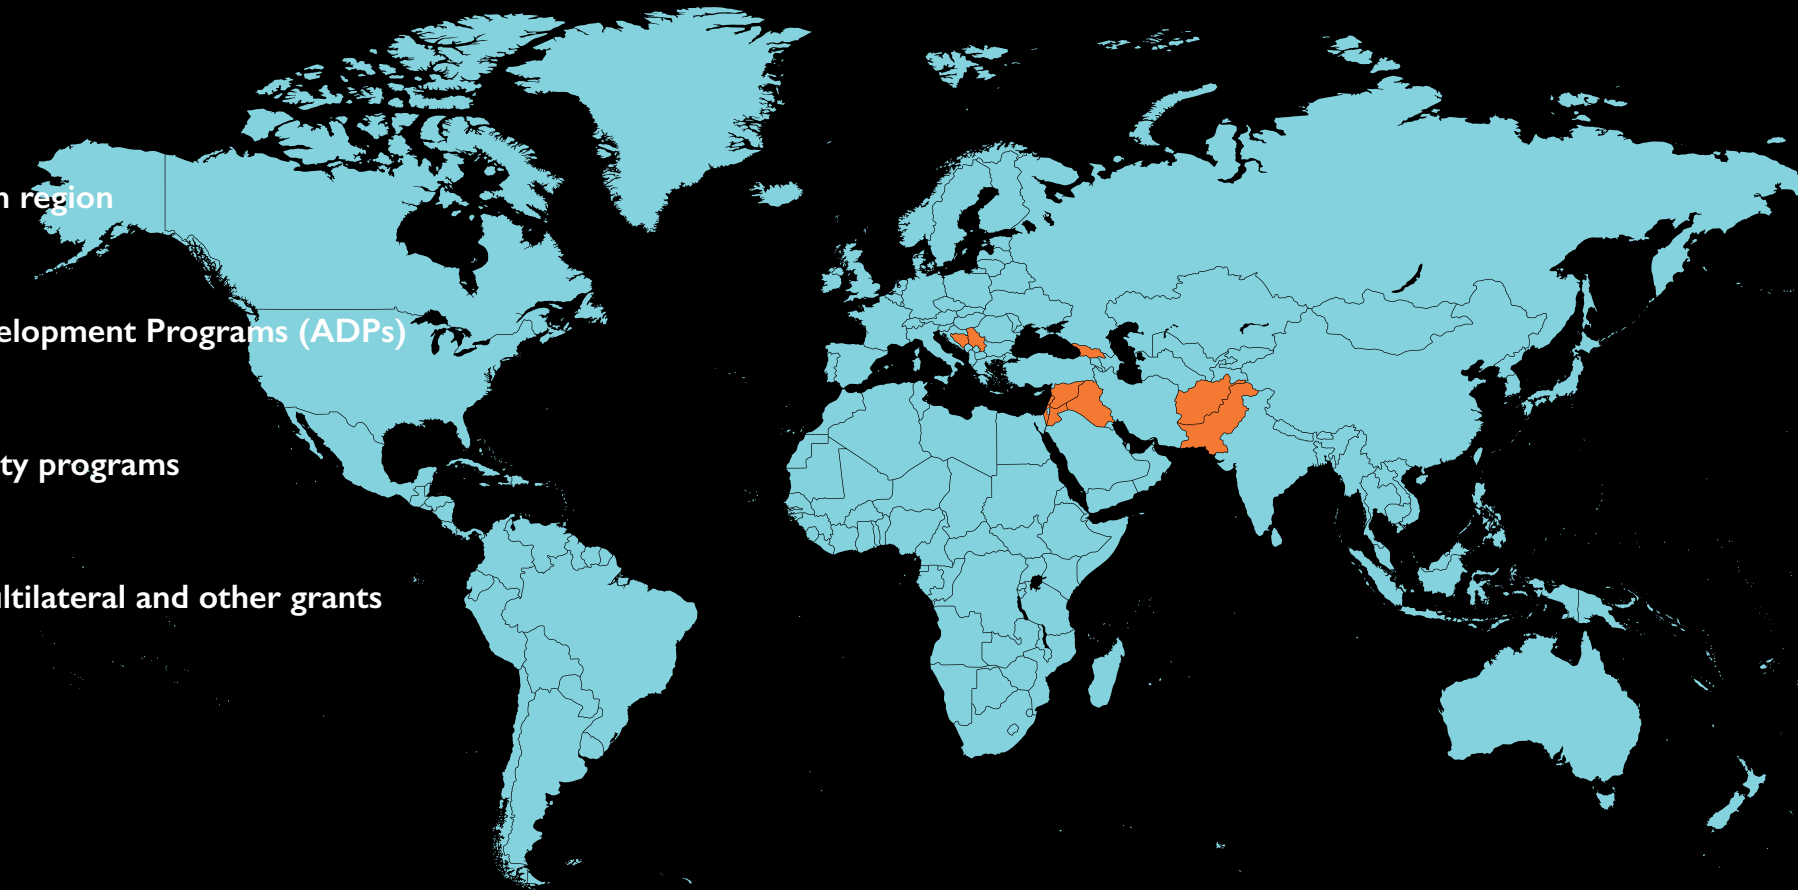 region
elopment Programs (ADPs)
ty programs
ltilateral and other grants